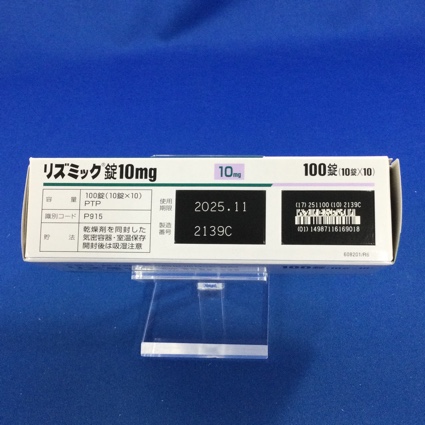 リズミック®錠10mg
10mg
100錠(10錠×10)
容量
100錠(10錠×10)
PTP
識別コード
P915
貯法
乾燥剤を同封した
気密容器・室温保存
開封後は吸湿注意
使用
期限
2025.11
製造
番号
2139C
(17) 251100 (10) 2139C
(01) 14987116169018